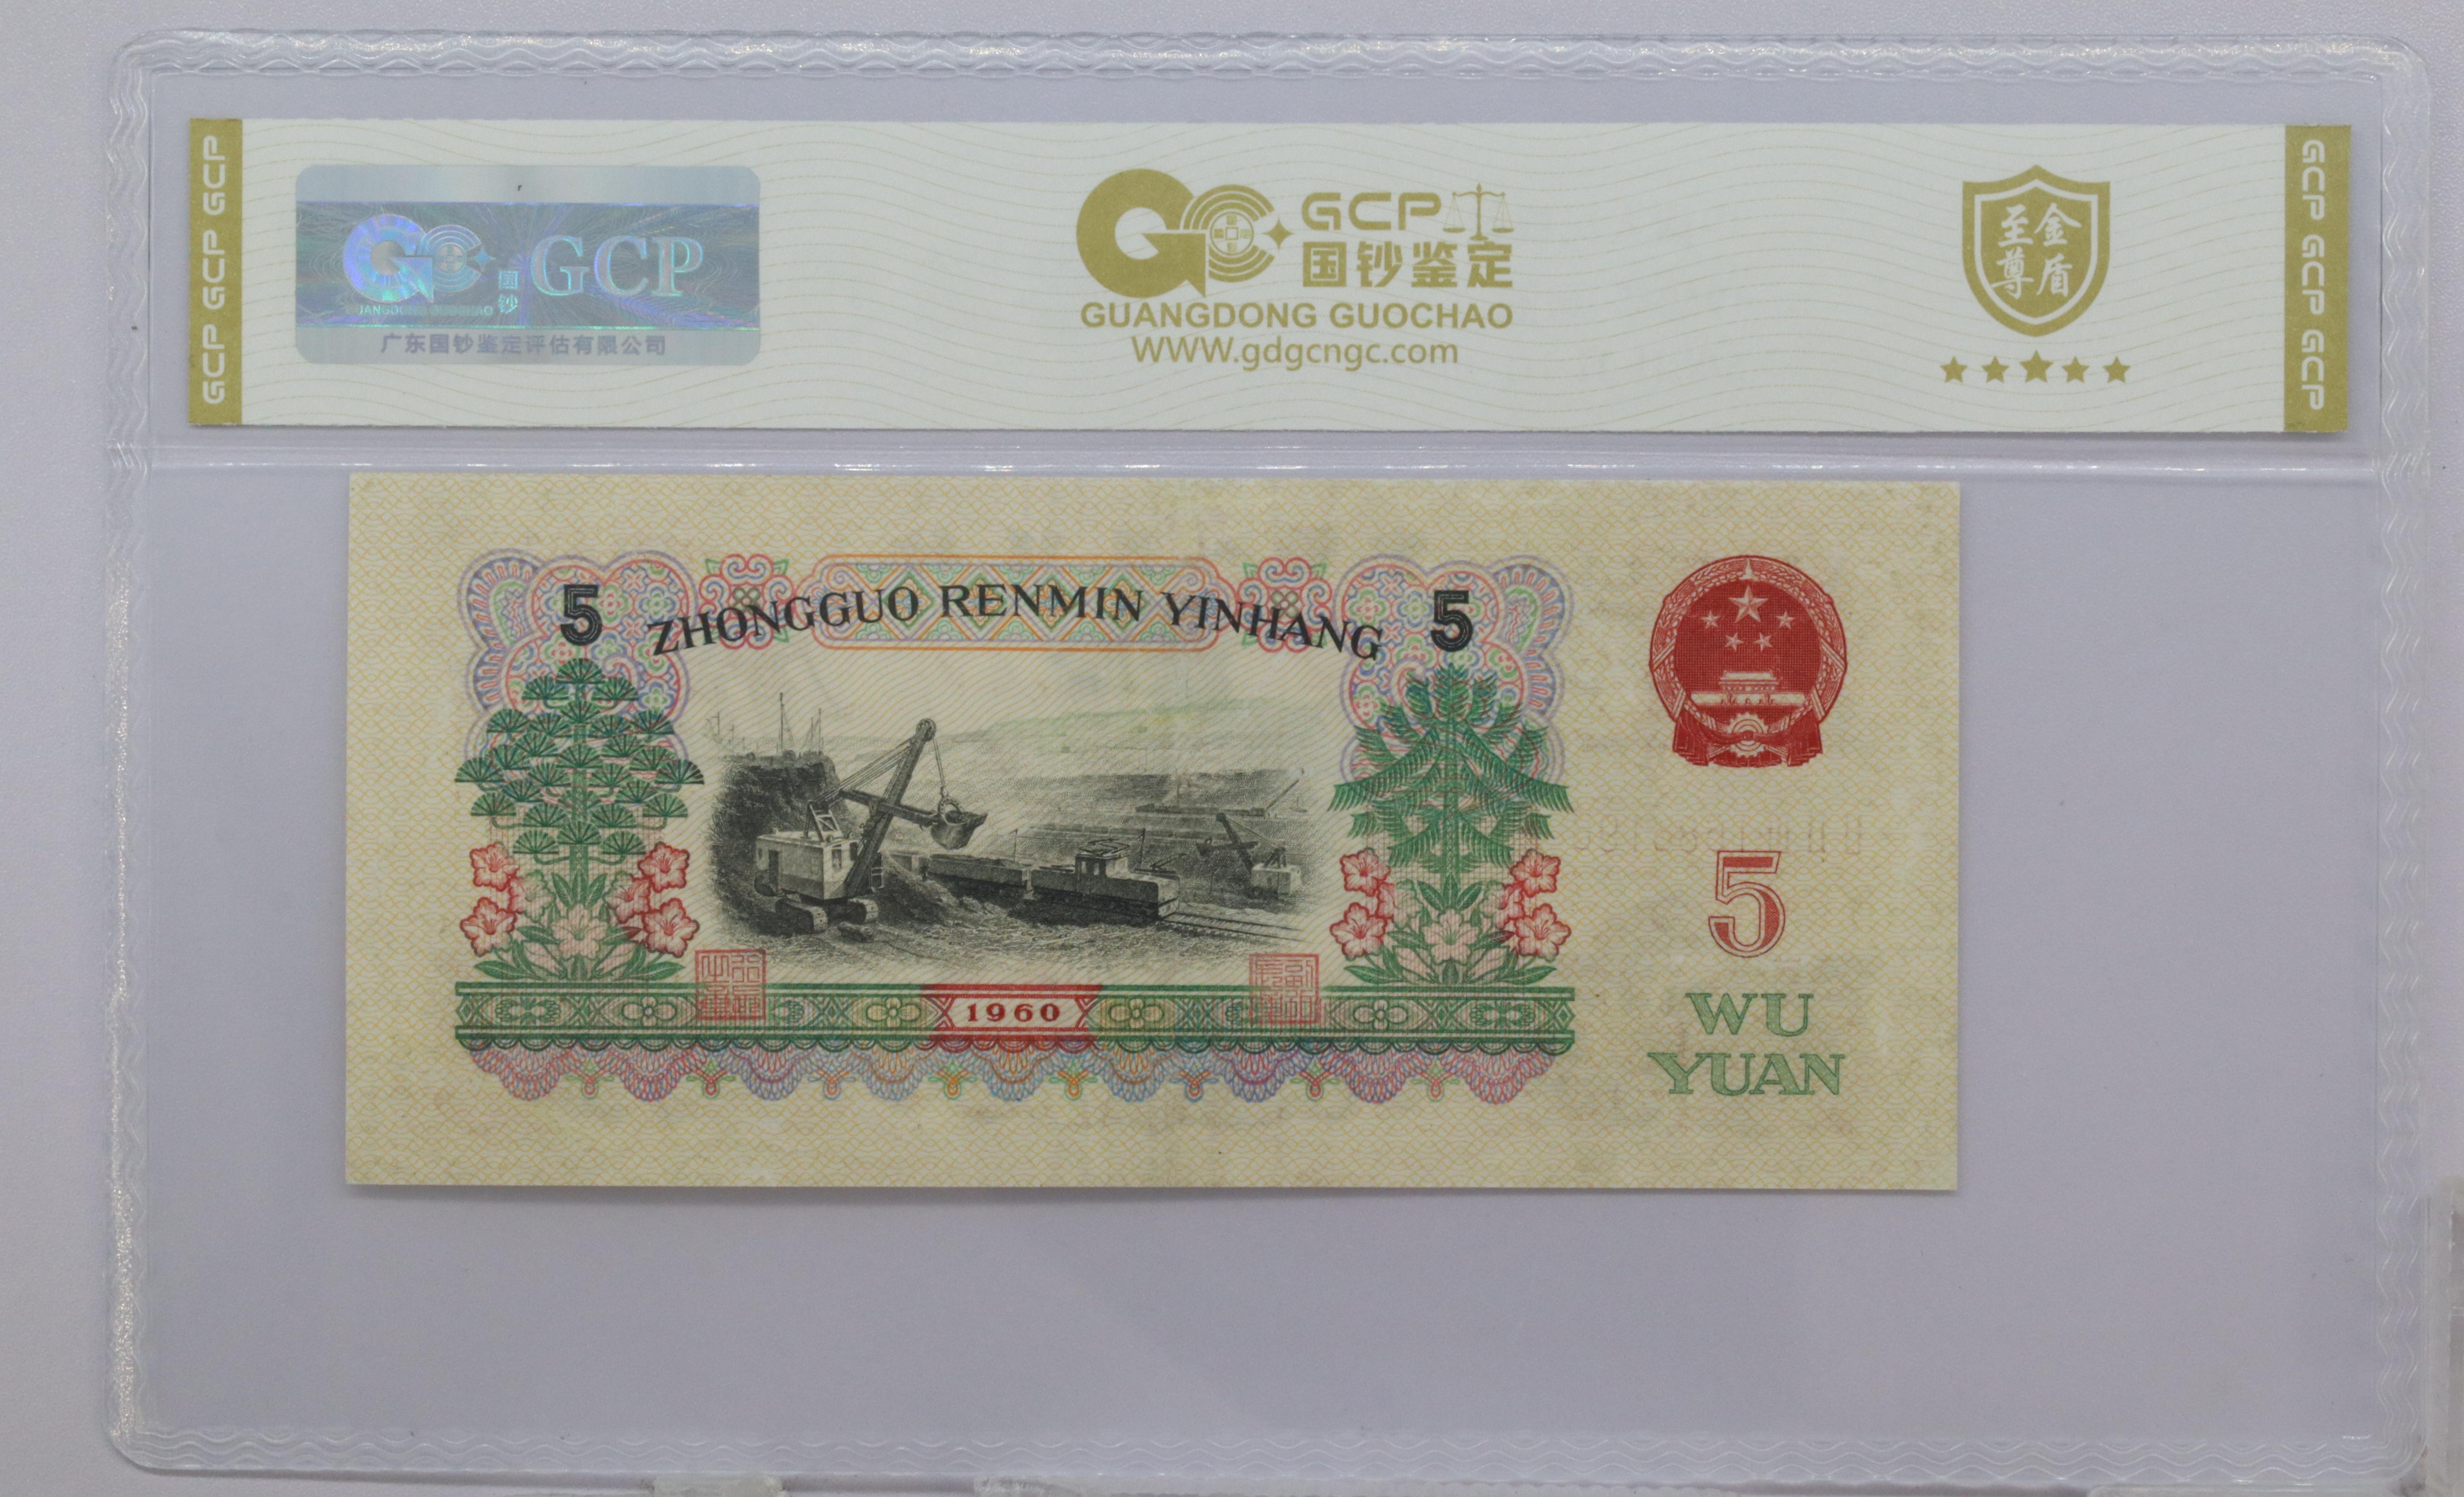 GCP GCP GCP
GC 国钞 GCP
GUANGDONG GUOCHAO
广东国钞鉴定评估有限公司
GCP
国钞鉴定
GUANGDONG GUOCHAO
WWW.gdgcngc.com
至尊 金盾
GCP GCP GCP
5 ZHONGGUO RENMIN YINHANG 5
1960
5
WU
YUAN